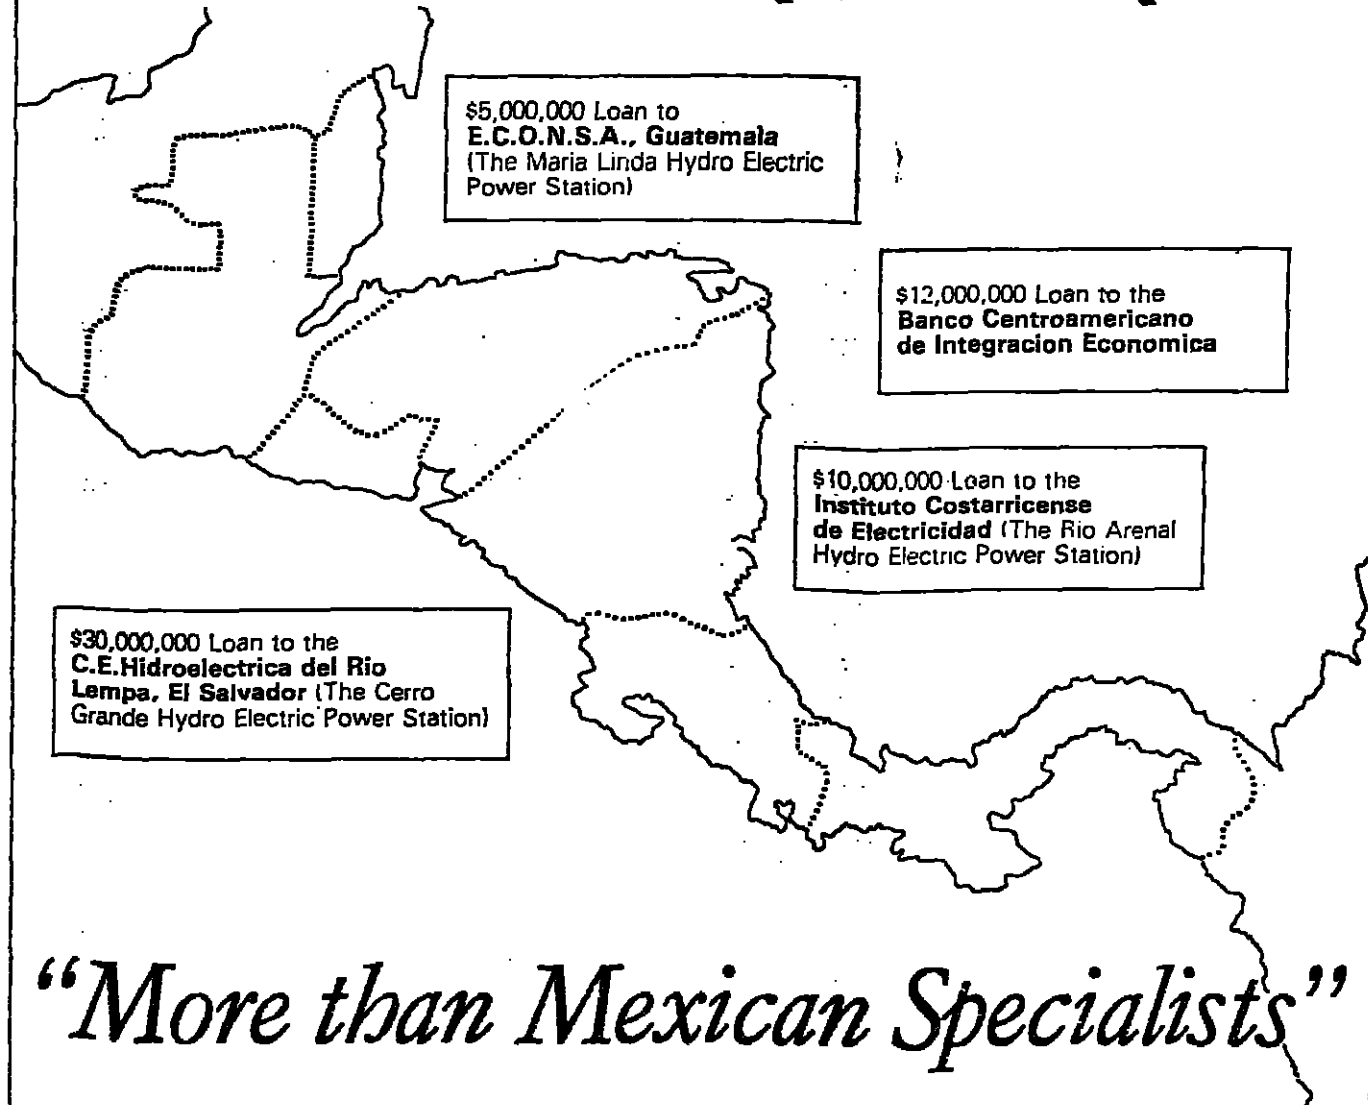 $5,000,000 Loan to
E.C.O.N.S.A., Guatemala
(The Maria Linda Hydro Electric
Power Station)
$12,000,000 Loan to the
Banco Centroamericano
de Integracion Economica
$10,000,000 Loan to the
Instituto Costarricense
de Electricidad (The Rio Arenal
Hydro Electric Power Station)
$30,000,000 Loan to the
C.E.Hidroelectrica del Rio
Lempa, El Salvador (The Cerro
Grande Hydro Electric Power Station)
“More than Mexican Specialists”